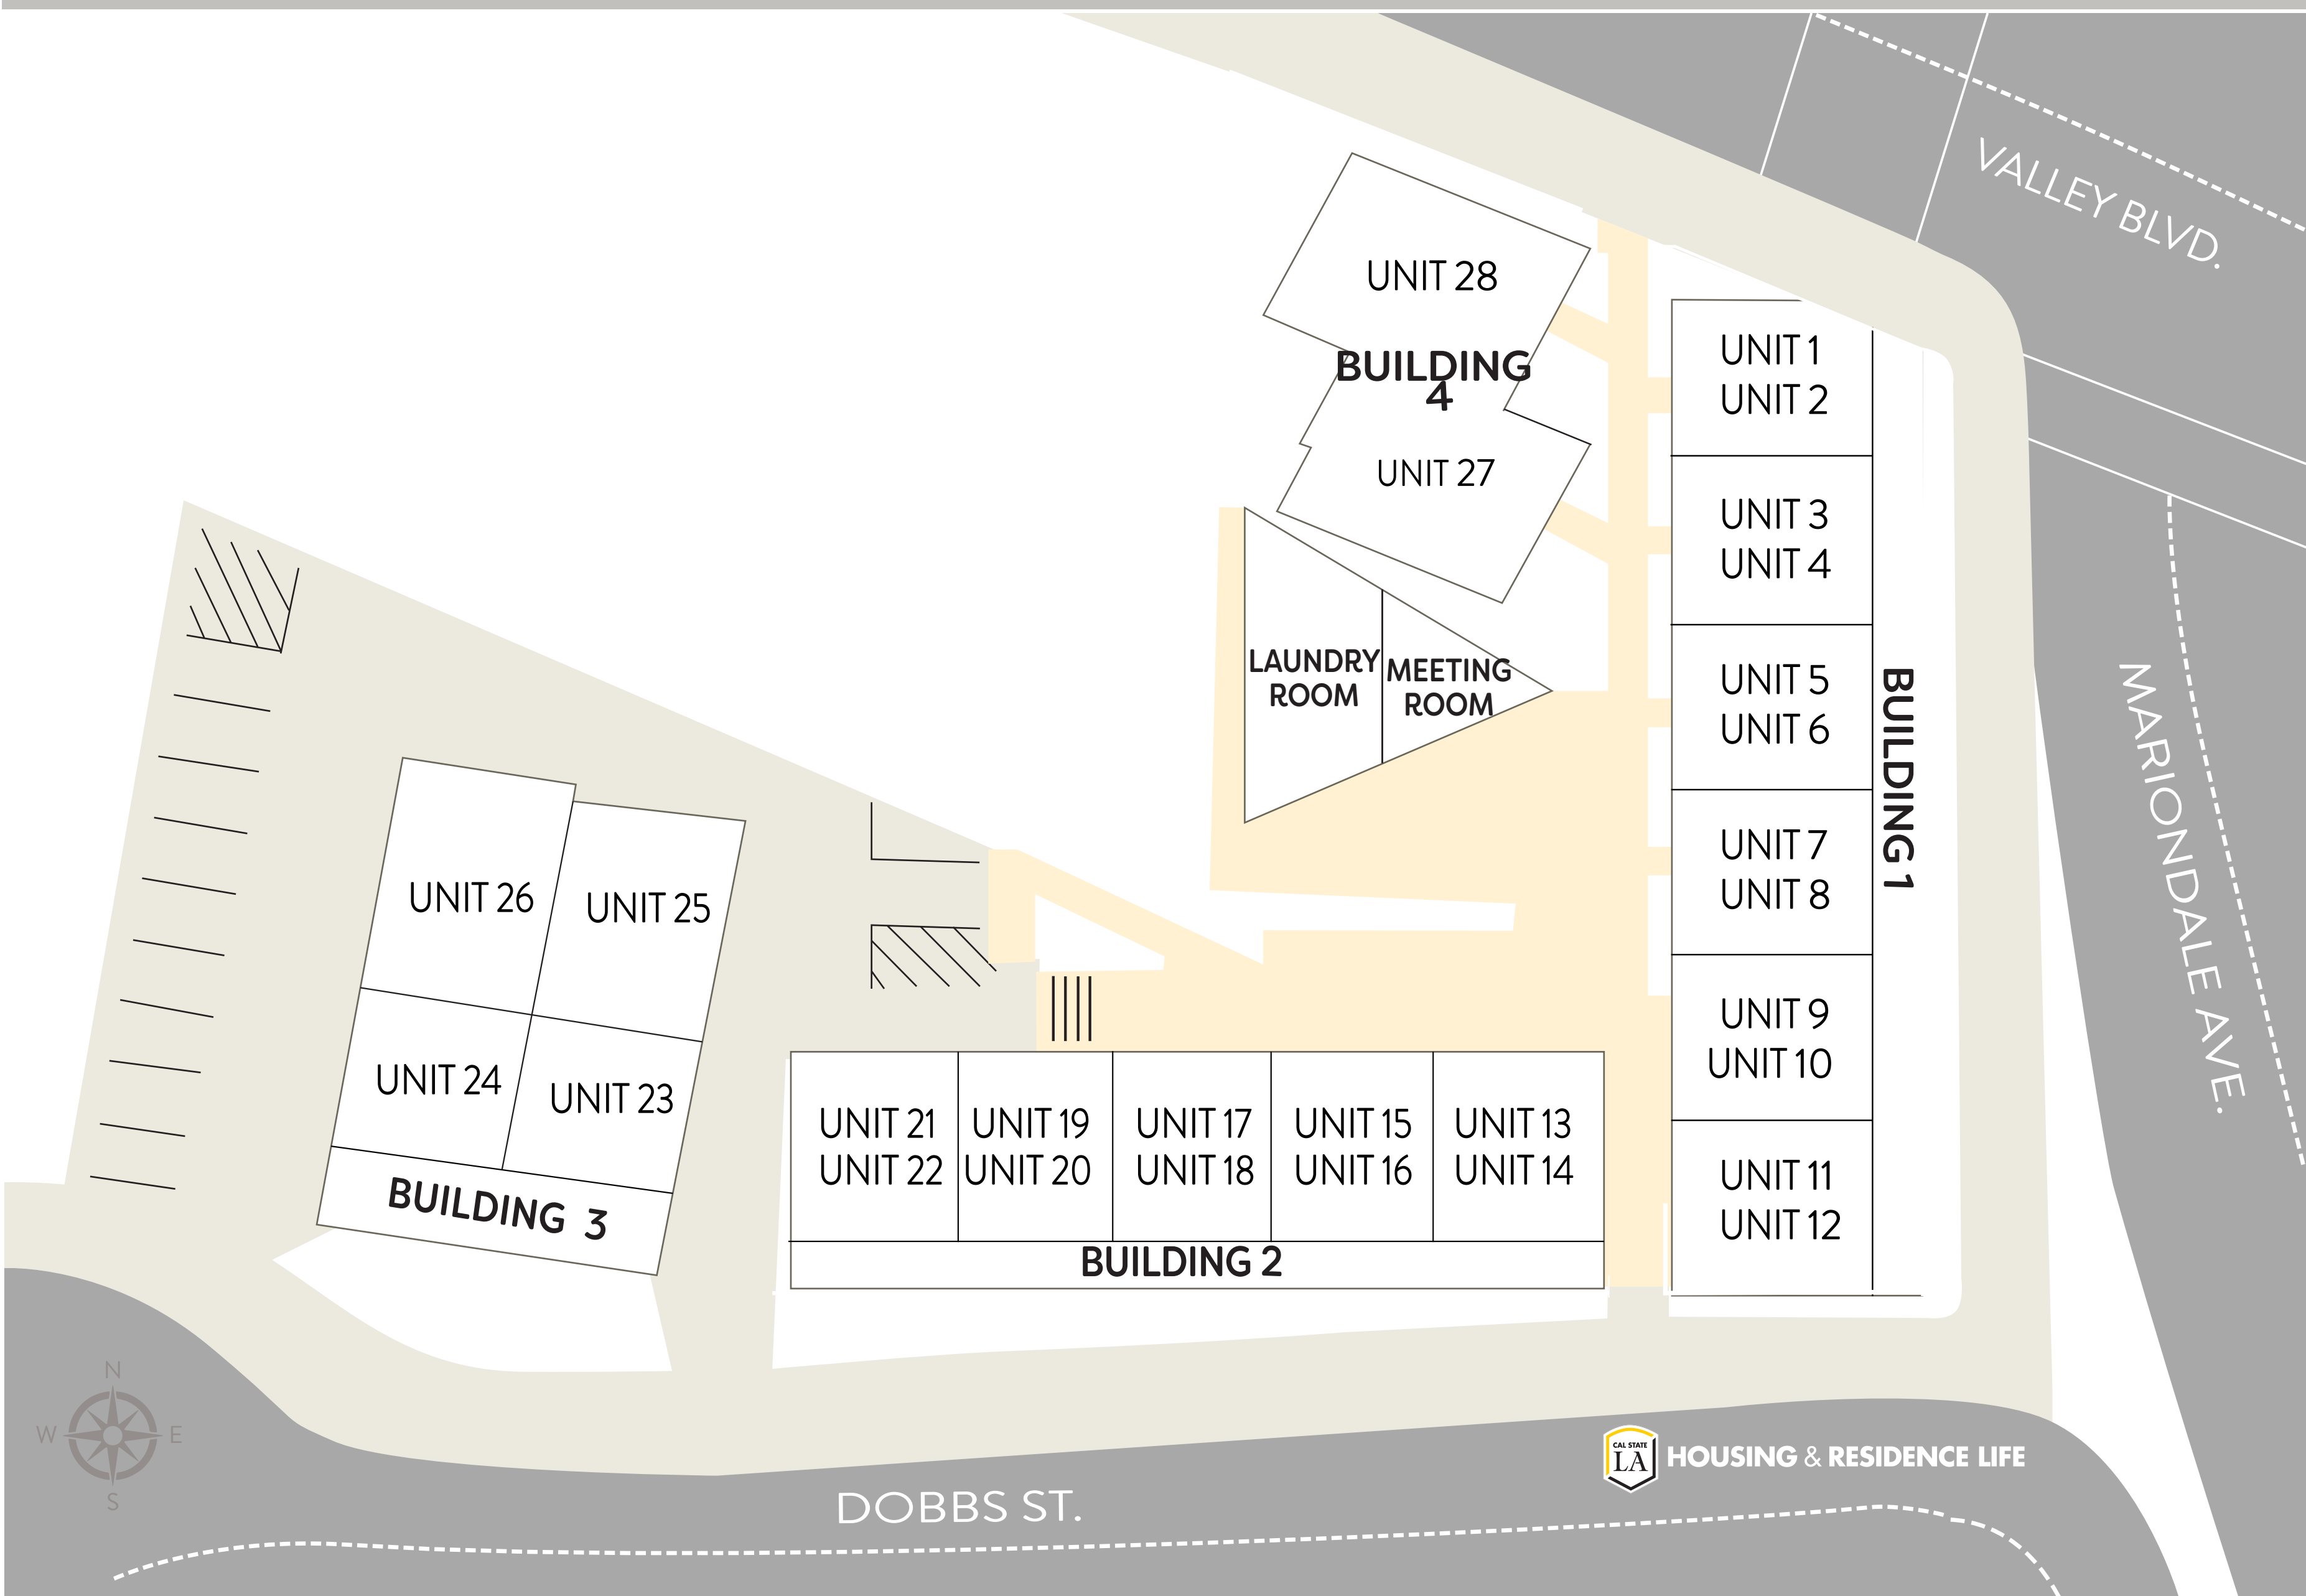 VALLEY BLVD.
UNIT 28
BUILDING
4
UNIT 27
UNIT 1
UNIT 2
UNIT 3
UNIT 4
LAUNDRY
ROOM
MEETING
ROOM
UNIT 5
UNIT 6
BUILDING 1
MARIONDALE AVE.
UNIT 7
UNIT 8
UNIT 26
UNIT 25
UNIT 9
UNIT 10
UNIT 24
UNIT 23
UNIT 21
UNIT 22
UNIT 19
UNIT 20
UNIT 17
UNIT 18
UNIT 15
UNIT 16
UNIT 13
UNIT 14
UNIT 11
UNIT 12
BUILDING 3
BUILDING 2
N
W
E
S
CAL STATE
LA
HOUSING & RESIDENCE LIFE
DOBBS ST.